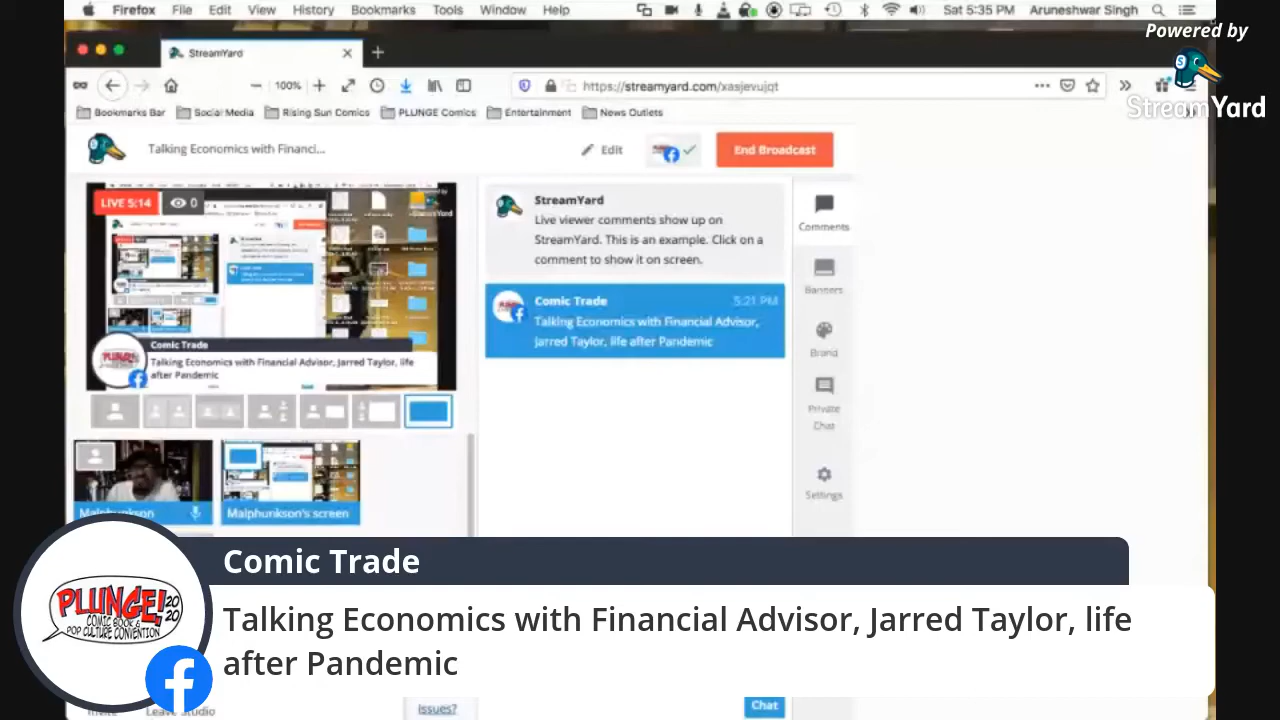 Firefox File Edit View History Bookmarks Tools Window Help Sat 5:35 PM Aruneshwar Singh
Powered by
StreamYard
StreamYard
100% https://streamyard.com/xasjevujqt
Bookmarks Bar Social Media Rising Sun Comics PLUNGE Comics Entertainment News Outlets
Talking Economics with Financi... Edit End Broadcast
LIVE 5:14 0
Comic Trade
Talking Economics with Financial Advisor, Jarred Taylor, life
after Pandemic
Malphunkson
Malphunkson's screen
StreamYard
Live viewer comments show up on
StreamYard. This is an example. Click on a
comment to show it on screen.
Comic Trade 5:21 PM
Talking Economics with Financial Advisor,
Jarred Taylor, life after Pandemic
Comments
Banners
Brand
Private
Chat
Settings
PLUNGE! 2020
COMIC BOOK &
POP CULTURE CONVENTION
Comic Trade
Talking Economics with Financial Advisor, Jarred Taylor, life
after Pandemic
Leave Studio
Issues?
Chat